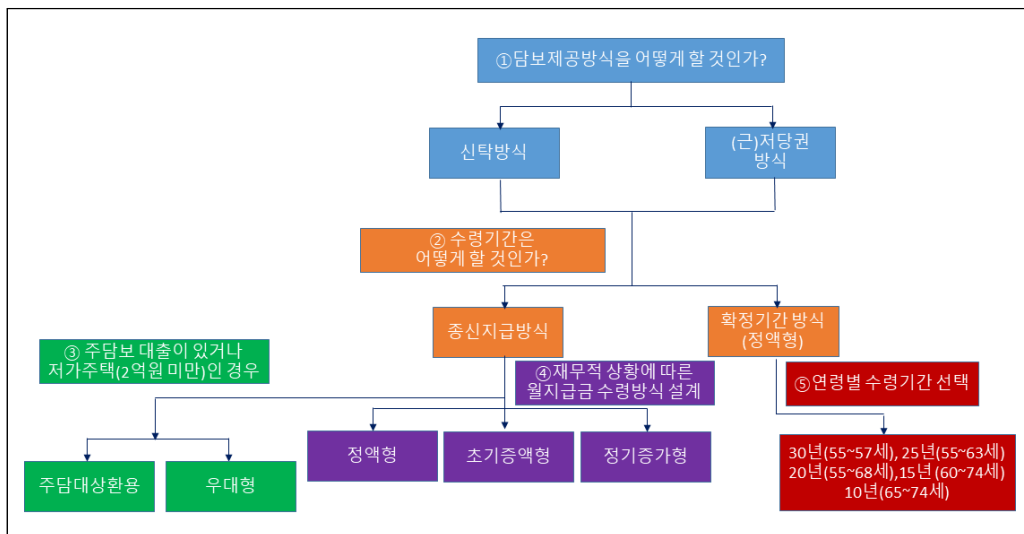 ①담보제공방식을 어떻게 할 것인가?
신탁방식
(근)저당권
방식
② 수령기간은
어떻게 할 것인가?
종신지급방식
확정기간 방식
(정액형)
③ 주담보 대출이 있거나
저가주택(2억원 미만)인 경우
④재무적 상황에 따른
월지급금 수령방식 설계
⑤연령별 수령기간 선택
주담대상환용
우대형
정액형
초기증액형
정기증가형
30년(55~57세), 25년(55~63세)
20년(55~68세),15년(60~74세)
10년(65~74세)